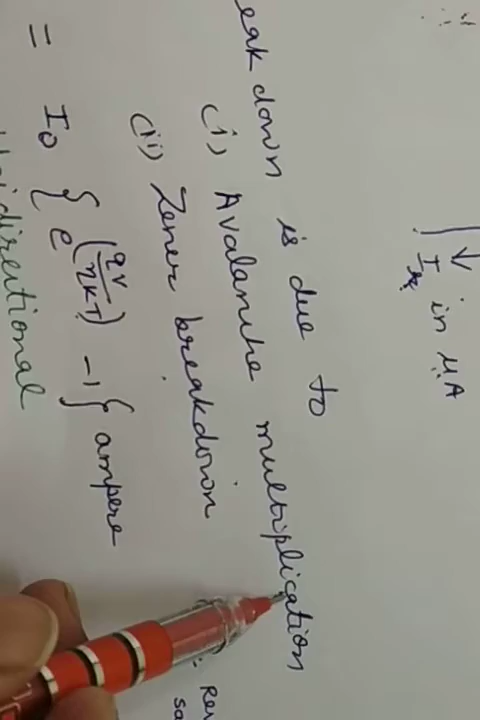 I_R in μA
eak down is due to
(i) Avalanche multiplication
(ii) Zener breakdown
= I₀ { e^(qV/ηKT) - 1 } ampere
directional